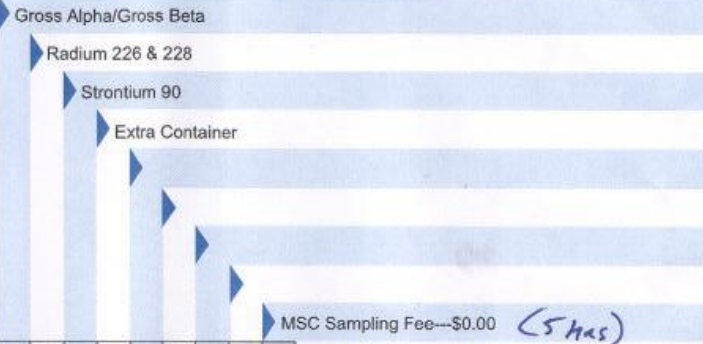 Gross Alpha/Gross Beta
Radium 226 & 228
Strontium 90
Extra Container
MSC Sampling Fee---$0.00 (5 hrs)